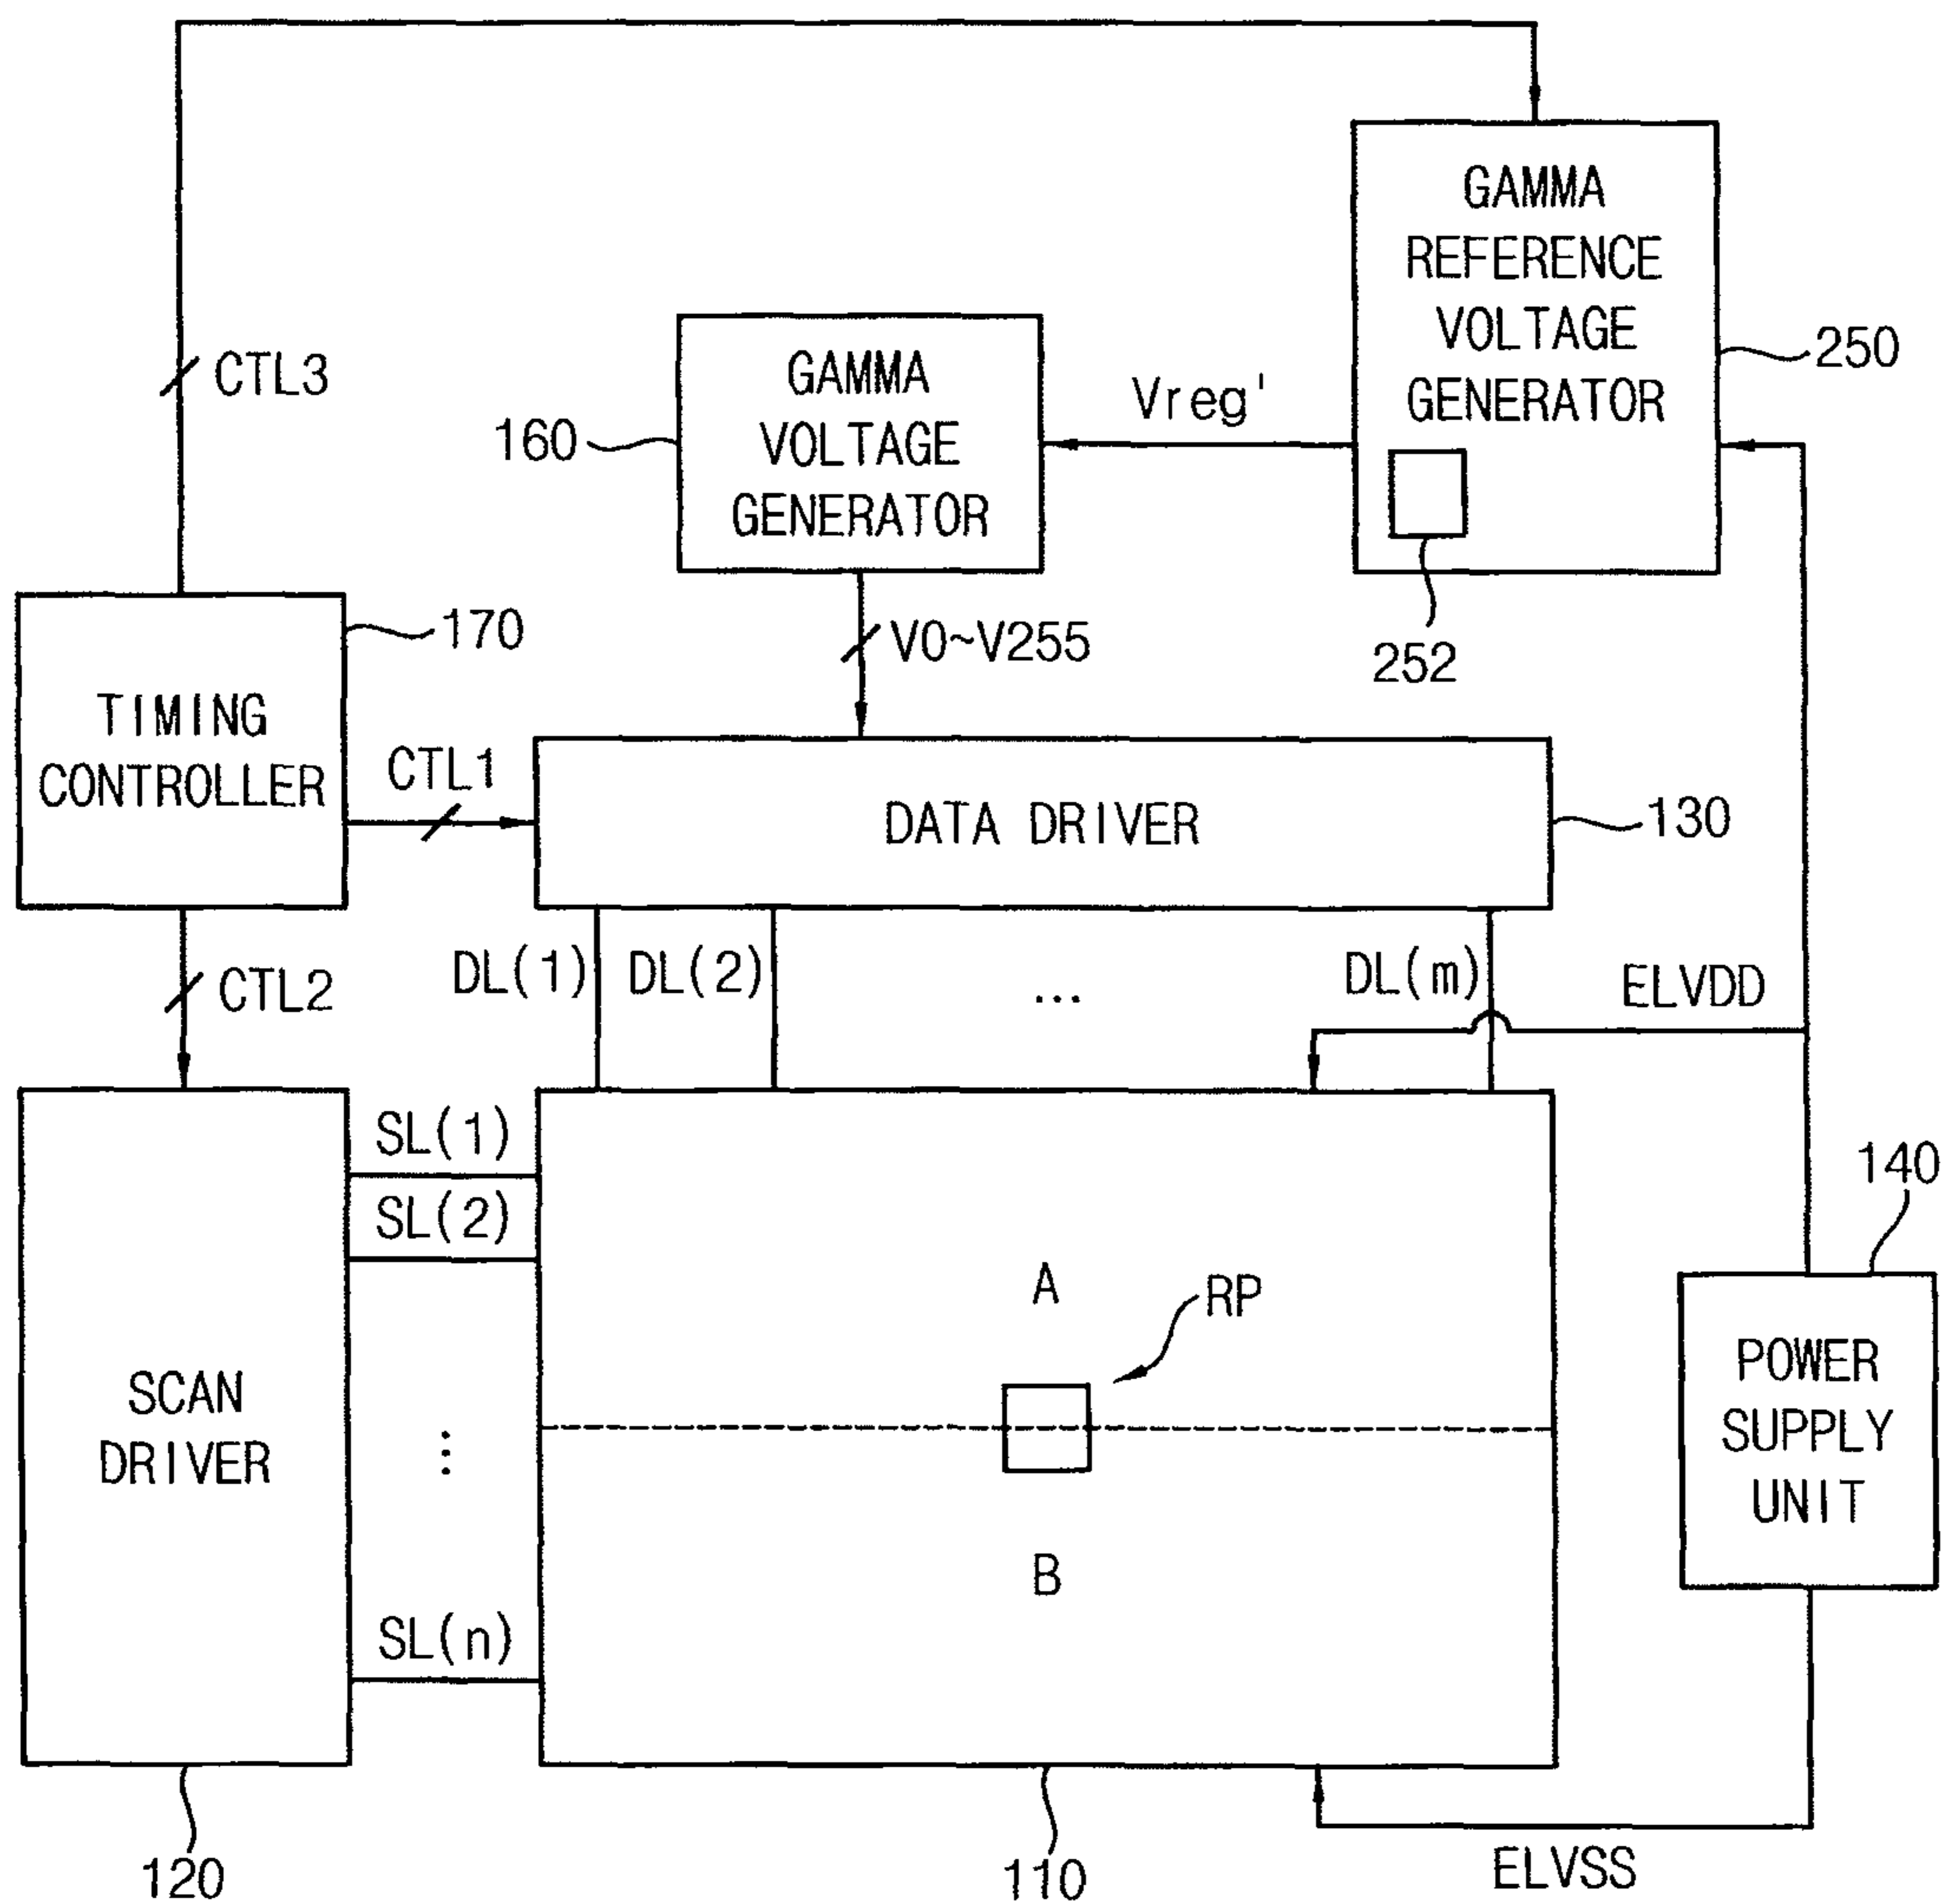 GAMMA
REFERENCE
VOLTAGE
GENERATOR
250
252
CTL3
GAMMA
VOLTAGE
GENERATOR
160
Vreg'
170
V0~V255
TIMING
CONTROLLER
CTL1
DATA DRIVER
130
CTL2
DL(1)
DL(2)
...
DL(m)
ELVDD
SL(1)
SL(2)
140
A
RP
SCAN
DRIVER
...
POWER
SUPPLY
UNIT
B
SL(n)
120
110
ELVSS